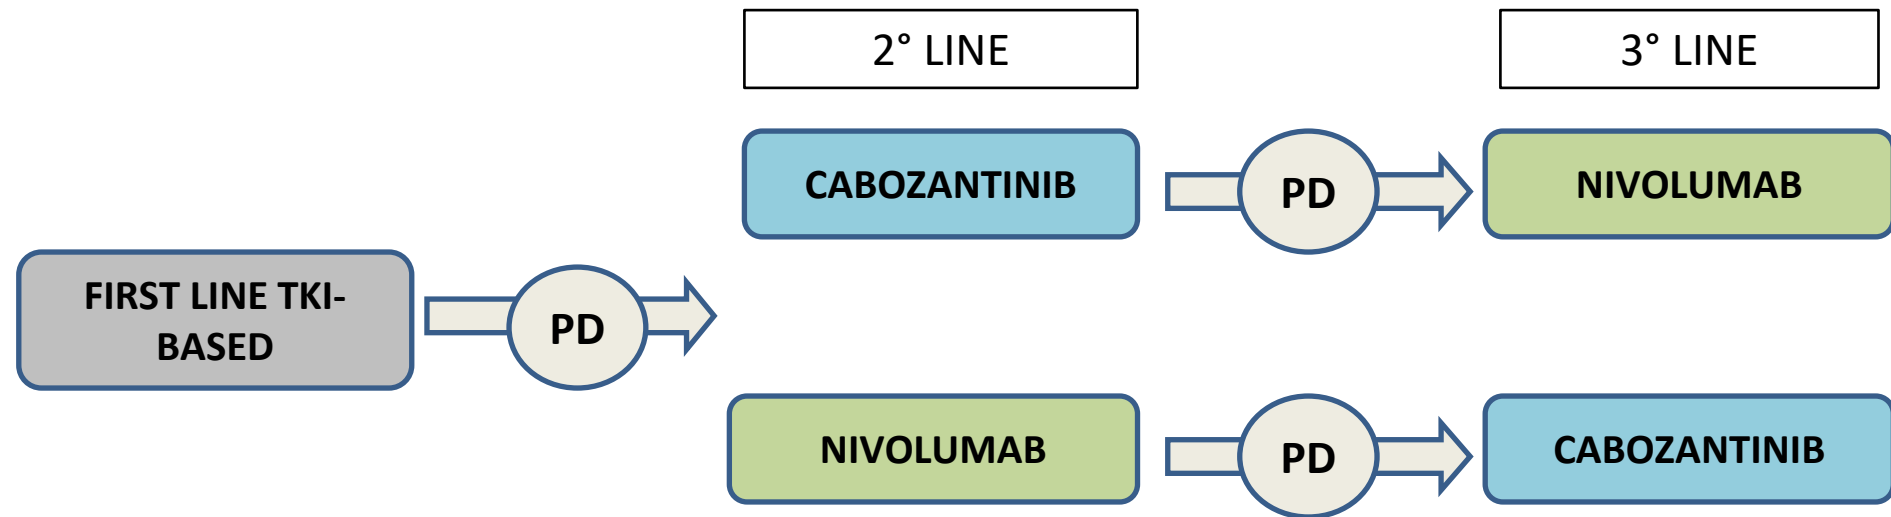 2° LINE
3° LINE
CABOZANTINIB
PD
NIVOLUMAB
FIRST LINE TKI-
BASED
PD
NIVOLUMAB
PD
CABOZANTINIB